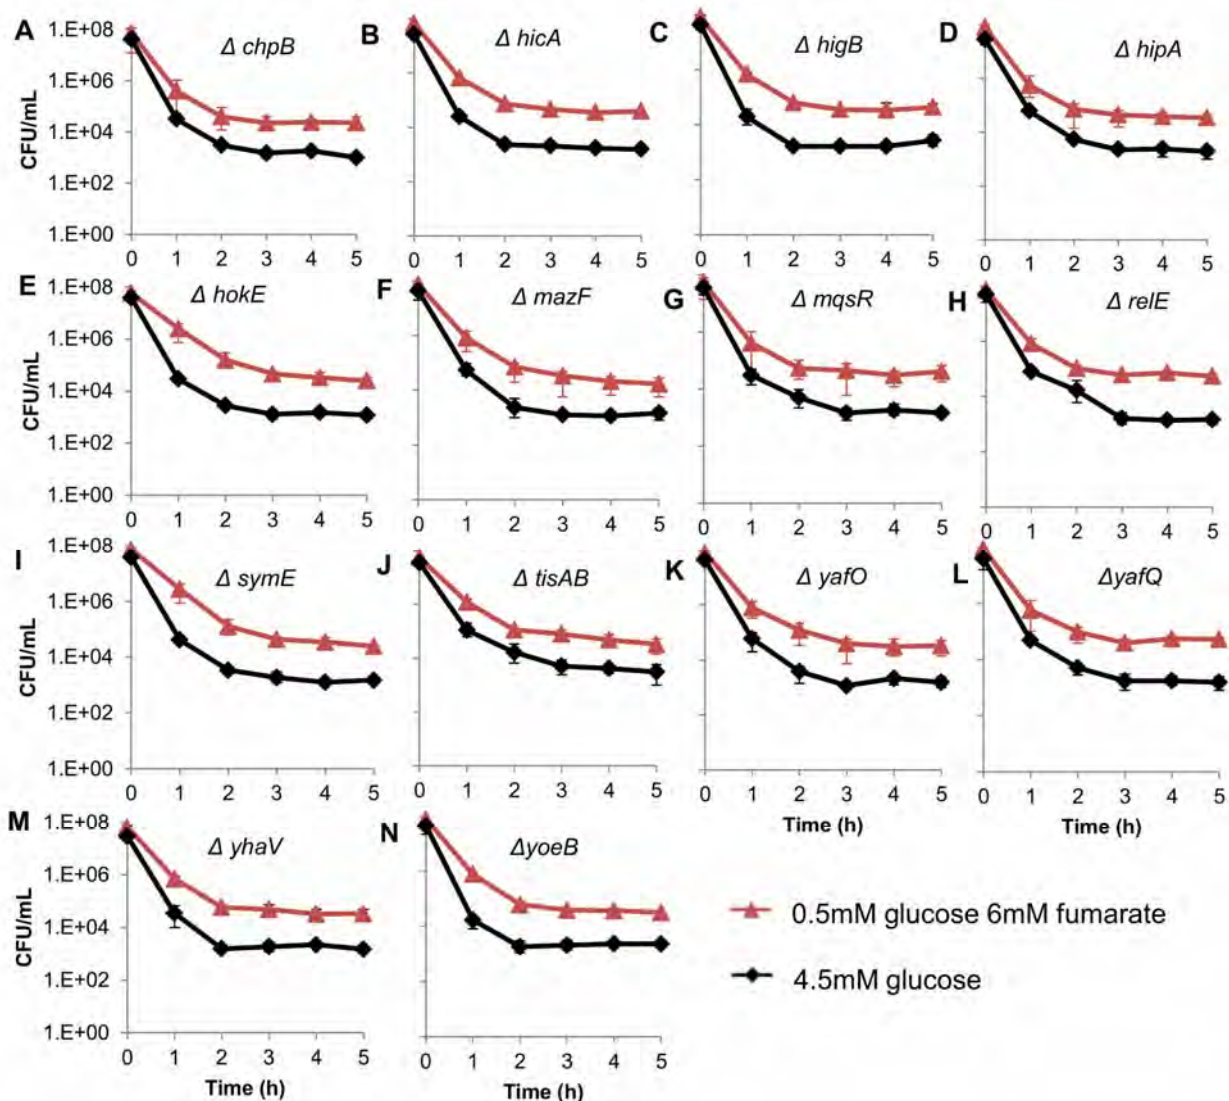 A
B
C
D
Δ chpB
Δ hicA
Δ higB
Δ hipA
CFU/mL
1.E+08
1.E+06
1.E+04
1.E+02
1.E+00
0 1 2 3 4 5
0 1 2 3 4 5
0 1 2 3 4 5
0 1 2 3 4 5
E
F
G
H
Δ hokE
Δ mazF
Δ mqsR
Δ relE
CFU/mL
1.E+08
1.E+06
1.E+04
1.E+02
1.E+00
0 1 2 3 4 5
0 1 2 3 4 5
0 1 2 3 4 5
0 1 2 3 4 5
I
J
K
L
Δ symE
Δ tisAB
Δ yafO
ΔyafQ
CFU/mL
1.E+08
1.E+06
1.E+04
1.E+02
1.E+00
0 1 2 3 4 5
0 1 2 3 4 5
0 1 2 3 4 5
0 1 2 3 4 5
Time (h)
Time (h)
M
N
Δ yhaV
ΔyoeB
CFU/mL
1.E+08
1.E+06
1.E+04
1.E+02
1.E+00
0 1 2 3 4 5
0 1 2 3 4 5
Time (h)
Time (h)
0.5mM glucose 6mM fumarate
4.5mM glucose